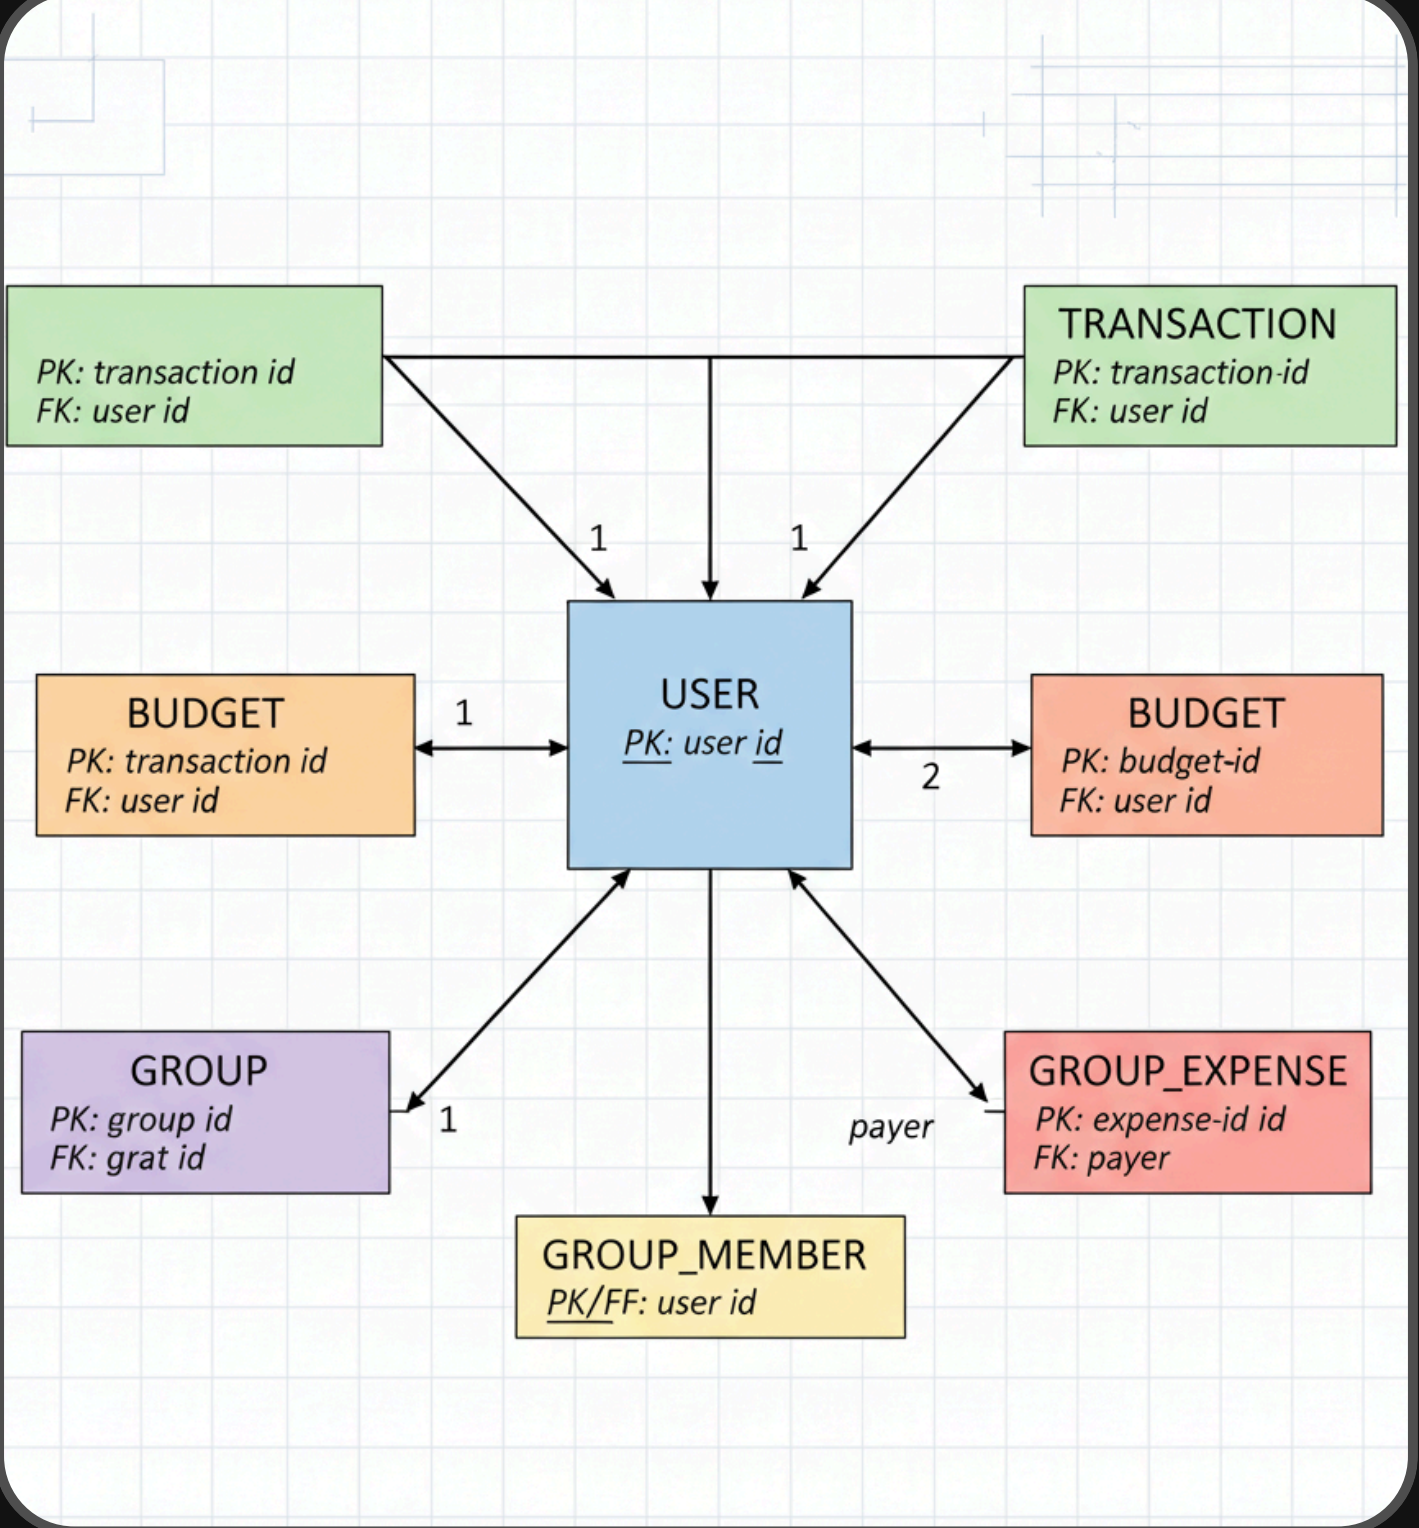 PK: transaction id
FK: user id
TRANSACTION
PK: transaction-id
FK: user id
1
1
BUDGET
PK: transaction id
FK: user id
1
USER
PK: user id
2
BUDGET
PK: budget-id
FK: user id
GROUP
PK: group id
FK: grat id
1
payer
GROUP_EXPENSE
PK: expense-id id
FK: payer
GROUP_MEMBER
PK/FF: user id